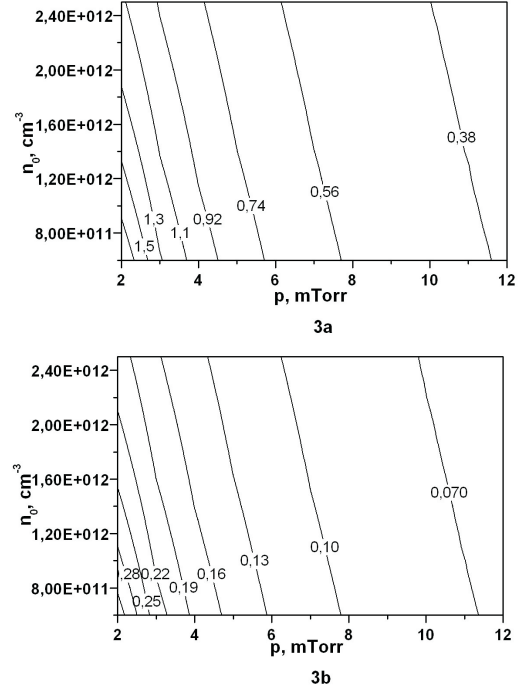 2,40E+012
2,00E+012
1,60E+012
1,20E+012
8,00E+011
n0, cm-3
0,38
0,56
0,74
0,92
1,3
1,1
1,5
2 4 6 8 10 12
p, mTorr
3a
2,40E+012
2,00E+012
1,60E+012
1,20E+012
8,00E+011
n0, cm-3
0,070
0,10
0,13
0,28 0,22 0,16
0,19
0,25
2 4 6 8 10 12
p, mTorr
3b